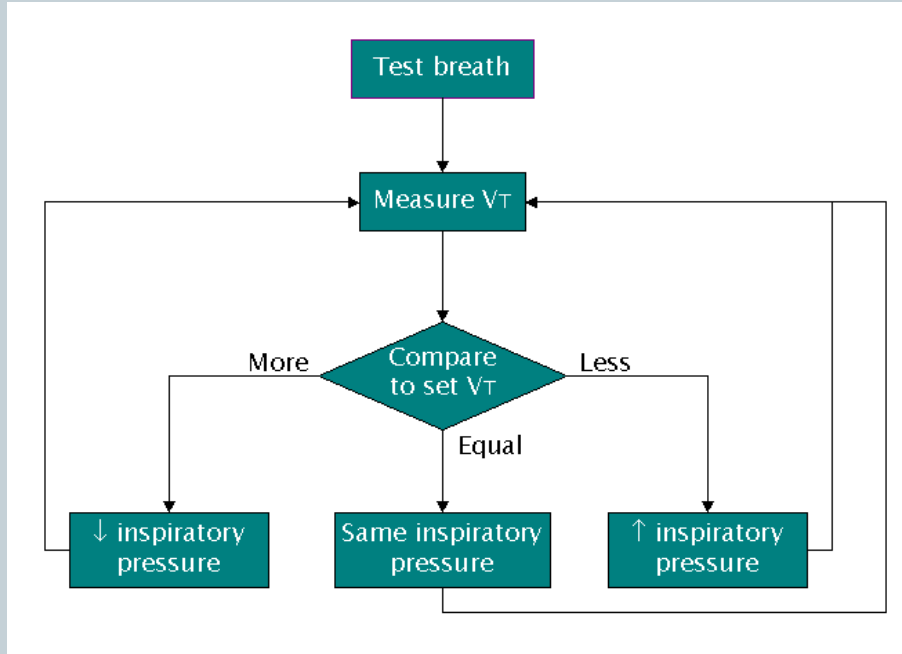 Test breath
Measure VT
Compare
to set VT
More
Less
Equal
↓ inspiratory
pressure
Same inspiratory
pressure
↑ inspiratory
pressure